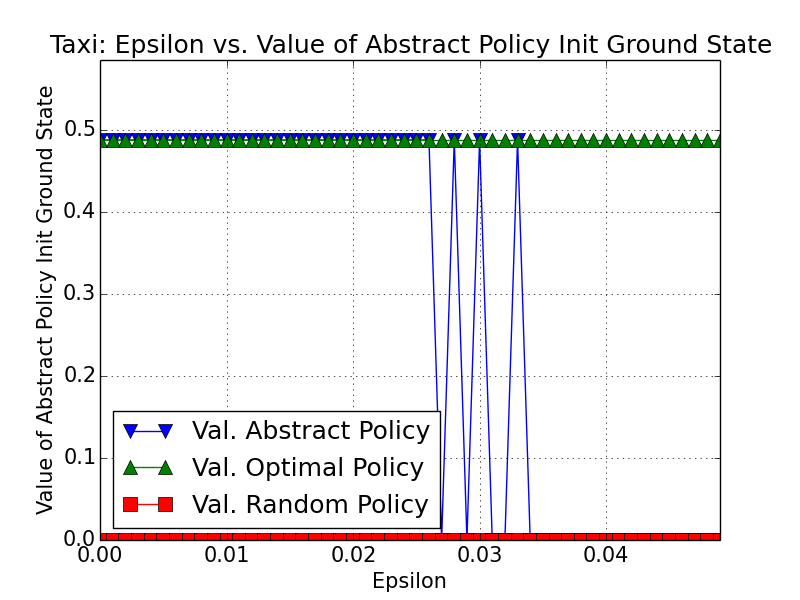 Taxi: Epsilon vs. Value of Abstract Policy Init Ground State
Value of Abstract Policy Init Ground State
0.5
0.4
0.3
0.2
0.1
0.0
Val. Abstract Policy
Val. Optimal Policy
Val. Random Policy
0.00 0.01 0.02 0.03 0.04
Epsilon